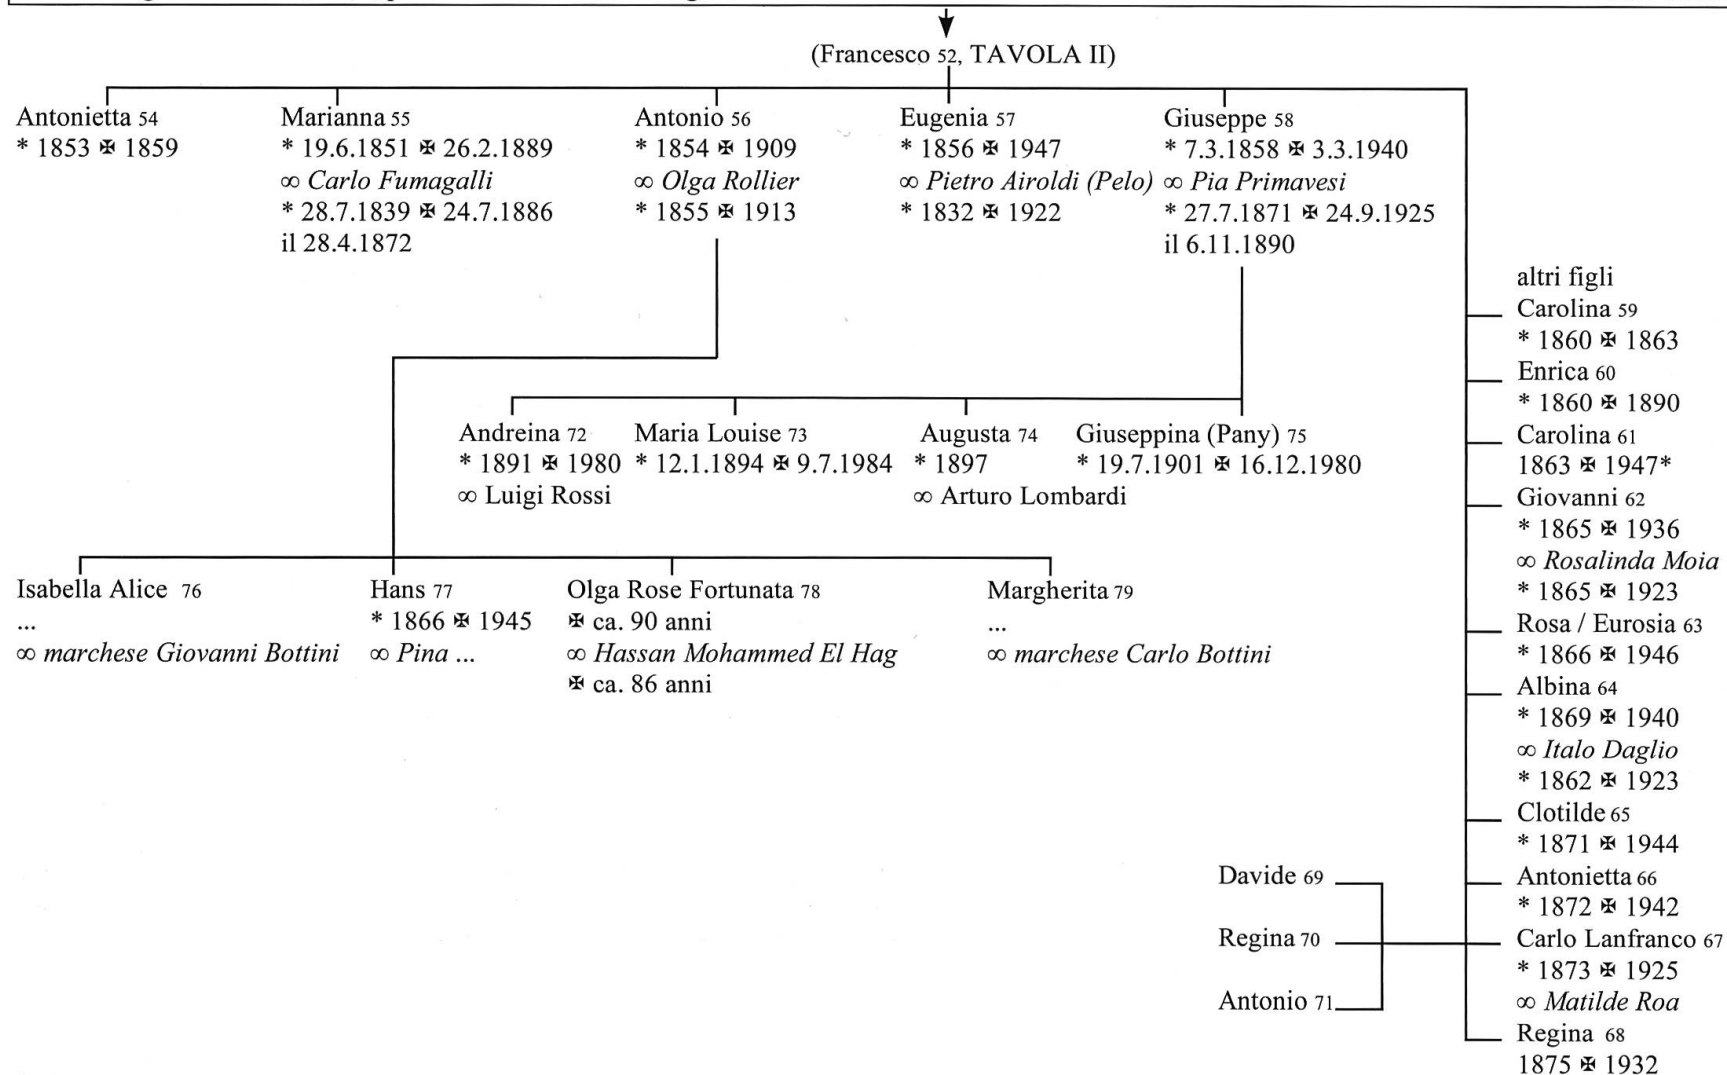 (Francesco 52, TAVOLA II)
Antonietta 54
* 1853 ✠ 1859
Marianna 55
* 19.6.1851 ✠ 26.2.1889
∞ Carlo Fumagalli
* 28.7.1839 ✠ 24.7.1886
il 28.4.1872
Antonio 56
* 1854 ✠ 1909
∞ Olga Rollier
* 1855 ✠ 1913
Eugenia 57
* 1856 ✠ 1947
∞ Pietro Airoldi (Pelo)
* 1832 ✠ 1922
Giuseppe 58
* 7.3.1858 ✠ 3.3.1940
∞ Pia Primavesi
* 27.7.1871 ✠ 24.9.1925
il 6.11.1890
altri figli
Carolina 59
* 1860 ✠ 1863
Enrica 60
* 1860 ✠ 1890
Carolina 61
1863 ✠ 1947*
Giovanni 62
* 1865 ✠ 1936
∞ Rosalinda Moia
* 1865 ✠ 1923
Rosa / Eurosia 63
* 1866 ✠ 1946
Albina 64
* 1869 ✠ 1940
∞ Italo Daglio
* 1862 ✠ 1923
Clotilde 65
* 1871 ✠ 1944
Antonietta 66
* 1872 ✠ 1942
Carlo Lanfranco 67
* 1873 ✠ 1925
∞ Matilde Roa
Regina 68
1875 ✠ 1932
Davide 69
Regina 70
Antonio 71
Andreina 72
* 1891 ✠ 1980
∞ Luigi Rossi
Maria Louise 73
* 12.1.1894 ✠ 9.7.1984
Augusta 74
* 1897
∞ Arturo Lombardi
Giuseppina (Pany) 75
* 19.7.1901 ✠ 16.12.1980
Isabella Alice 76
...
∞ marchese Giovanni Bottini
Hans 77
* 1866 ✠ 1945
∞ Pina ...
Olga Rose Fortunata 78
✠ ca. 90 anni
∞ Hassan Mohammed El Hag
✠ ca. 86 anni
Margherita 79
...
∞ marchese Carlo Bottini